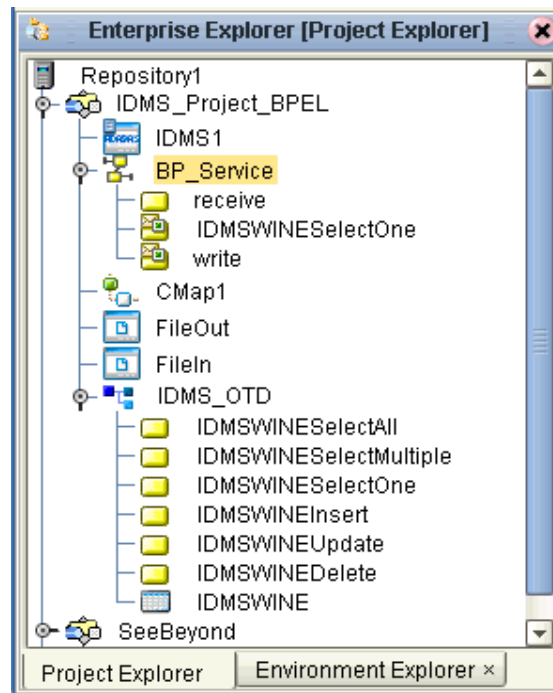 Enterprise Explorer [Project Explorer]
Repository1
IDMS_Project_BPEL
ADABAS
IDMS1
BP_Service
receive
IDMSWINESelectOne
write
CMap1
FileOut
FileIn
IDMS_OTD
IDMSWINESelectAll
IDMSWINESelectMultiple
IDMSWINESelectOne
IDMSWINEInsert
IDMSWINEUpdate
IDMSWINEDelete
IDMSWINE
SeeBeyond
Project Explorer
Environment Explorer ×